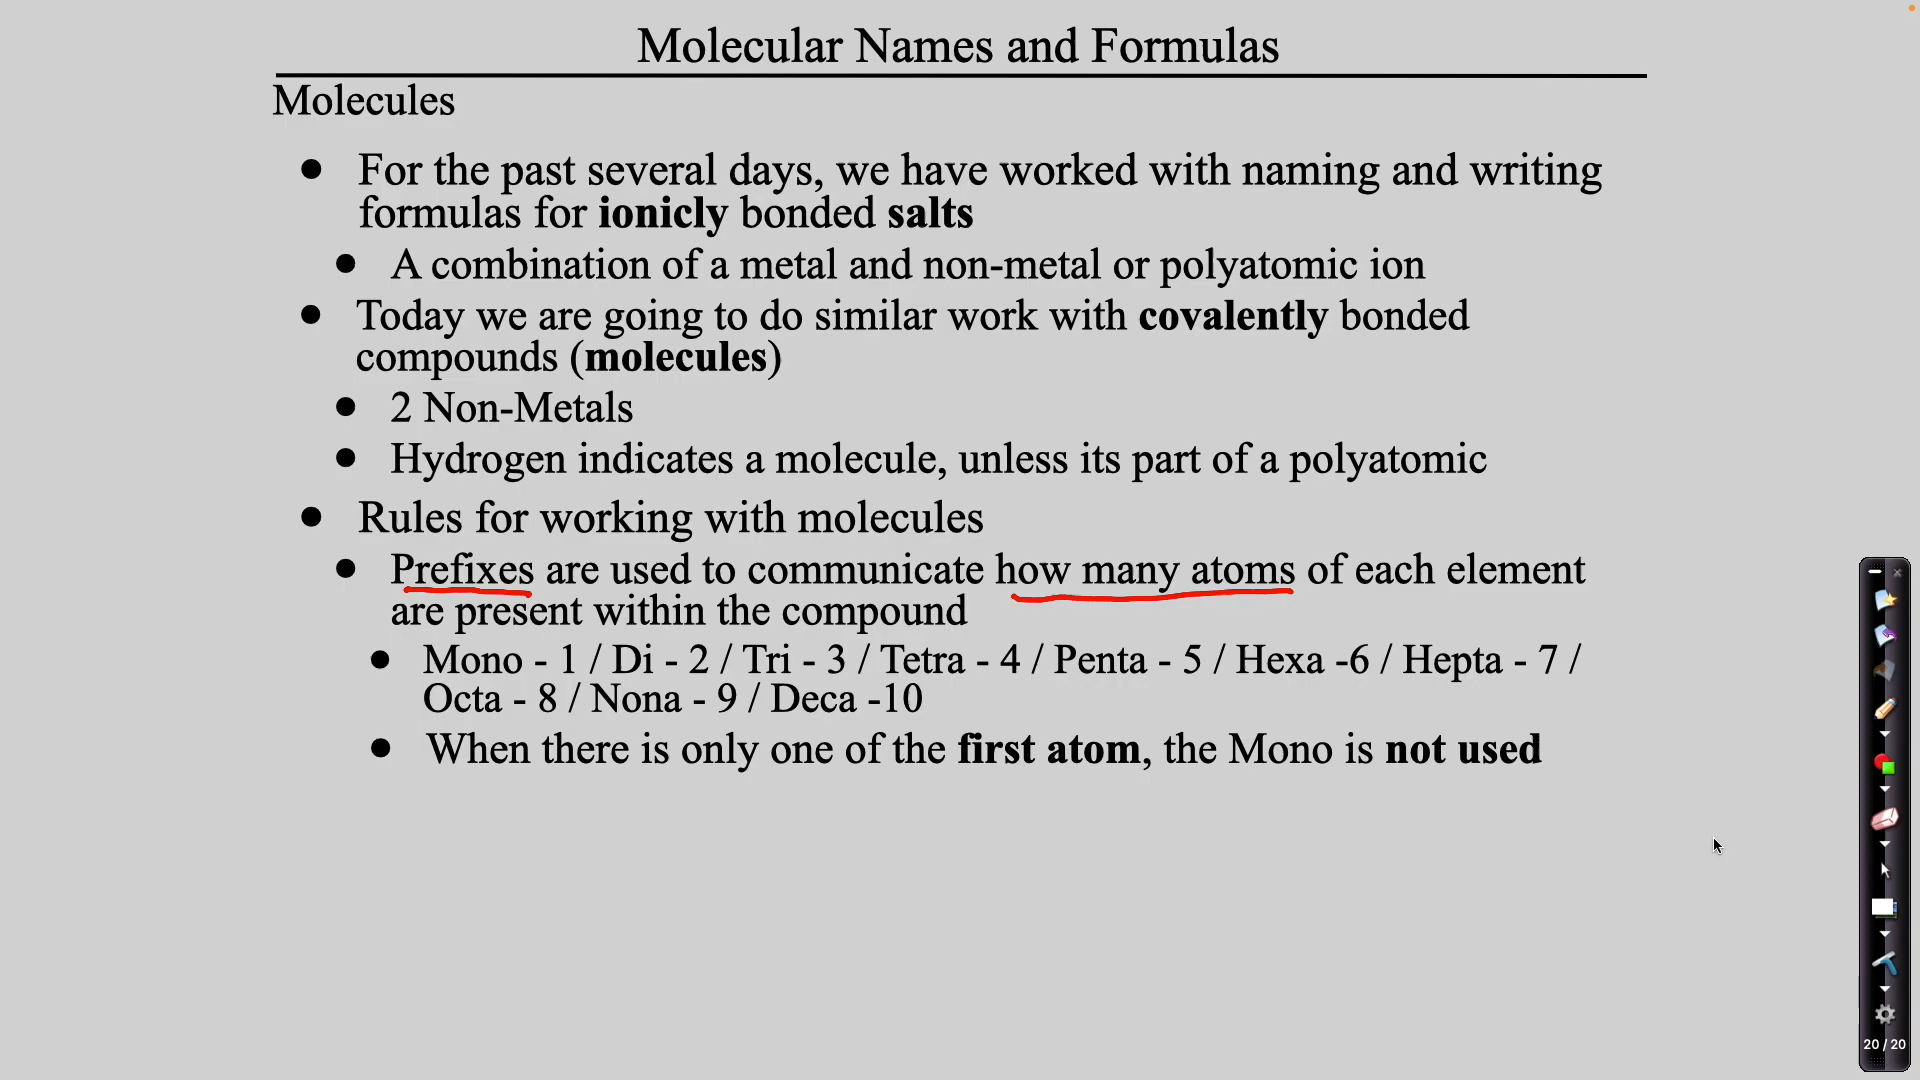 Molecular Names and Formulas
Molecules
● For the past several days, we have worked with naming and writing
formulas for ionicly bonded salts
● A combination of a metal and non-metal or polyatomic ion
● Today we are going to do similar work with covalently bonded
compounds (molecules)
● 2 Non-Metals
● Hydrogen indicates a molecule, unless its part of a polyatomic
● Rules for working with molecules
● Prefixes are used to communicate how many atoms of each element
are present within the compound
● Mono - 1 / Di - 2 / Tri - 3 / Tetra - 4 / Penta - 5 / Hexa -6 / Hepta - 7 /
Octa - 8 / Nona - 9 / Deca -10
● When there is only one of the first atom, the Mono is not used
20 / 20